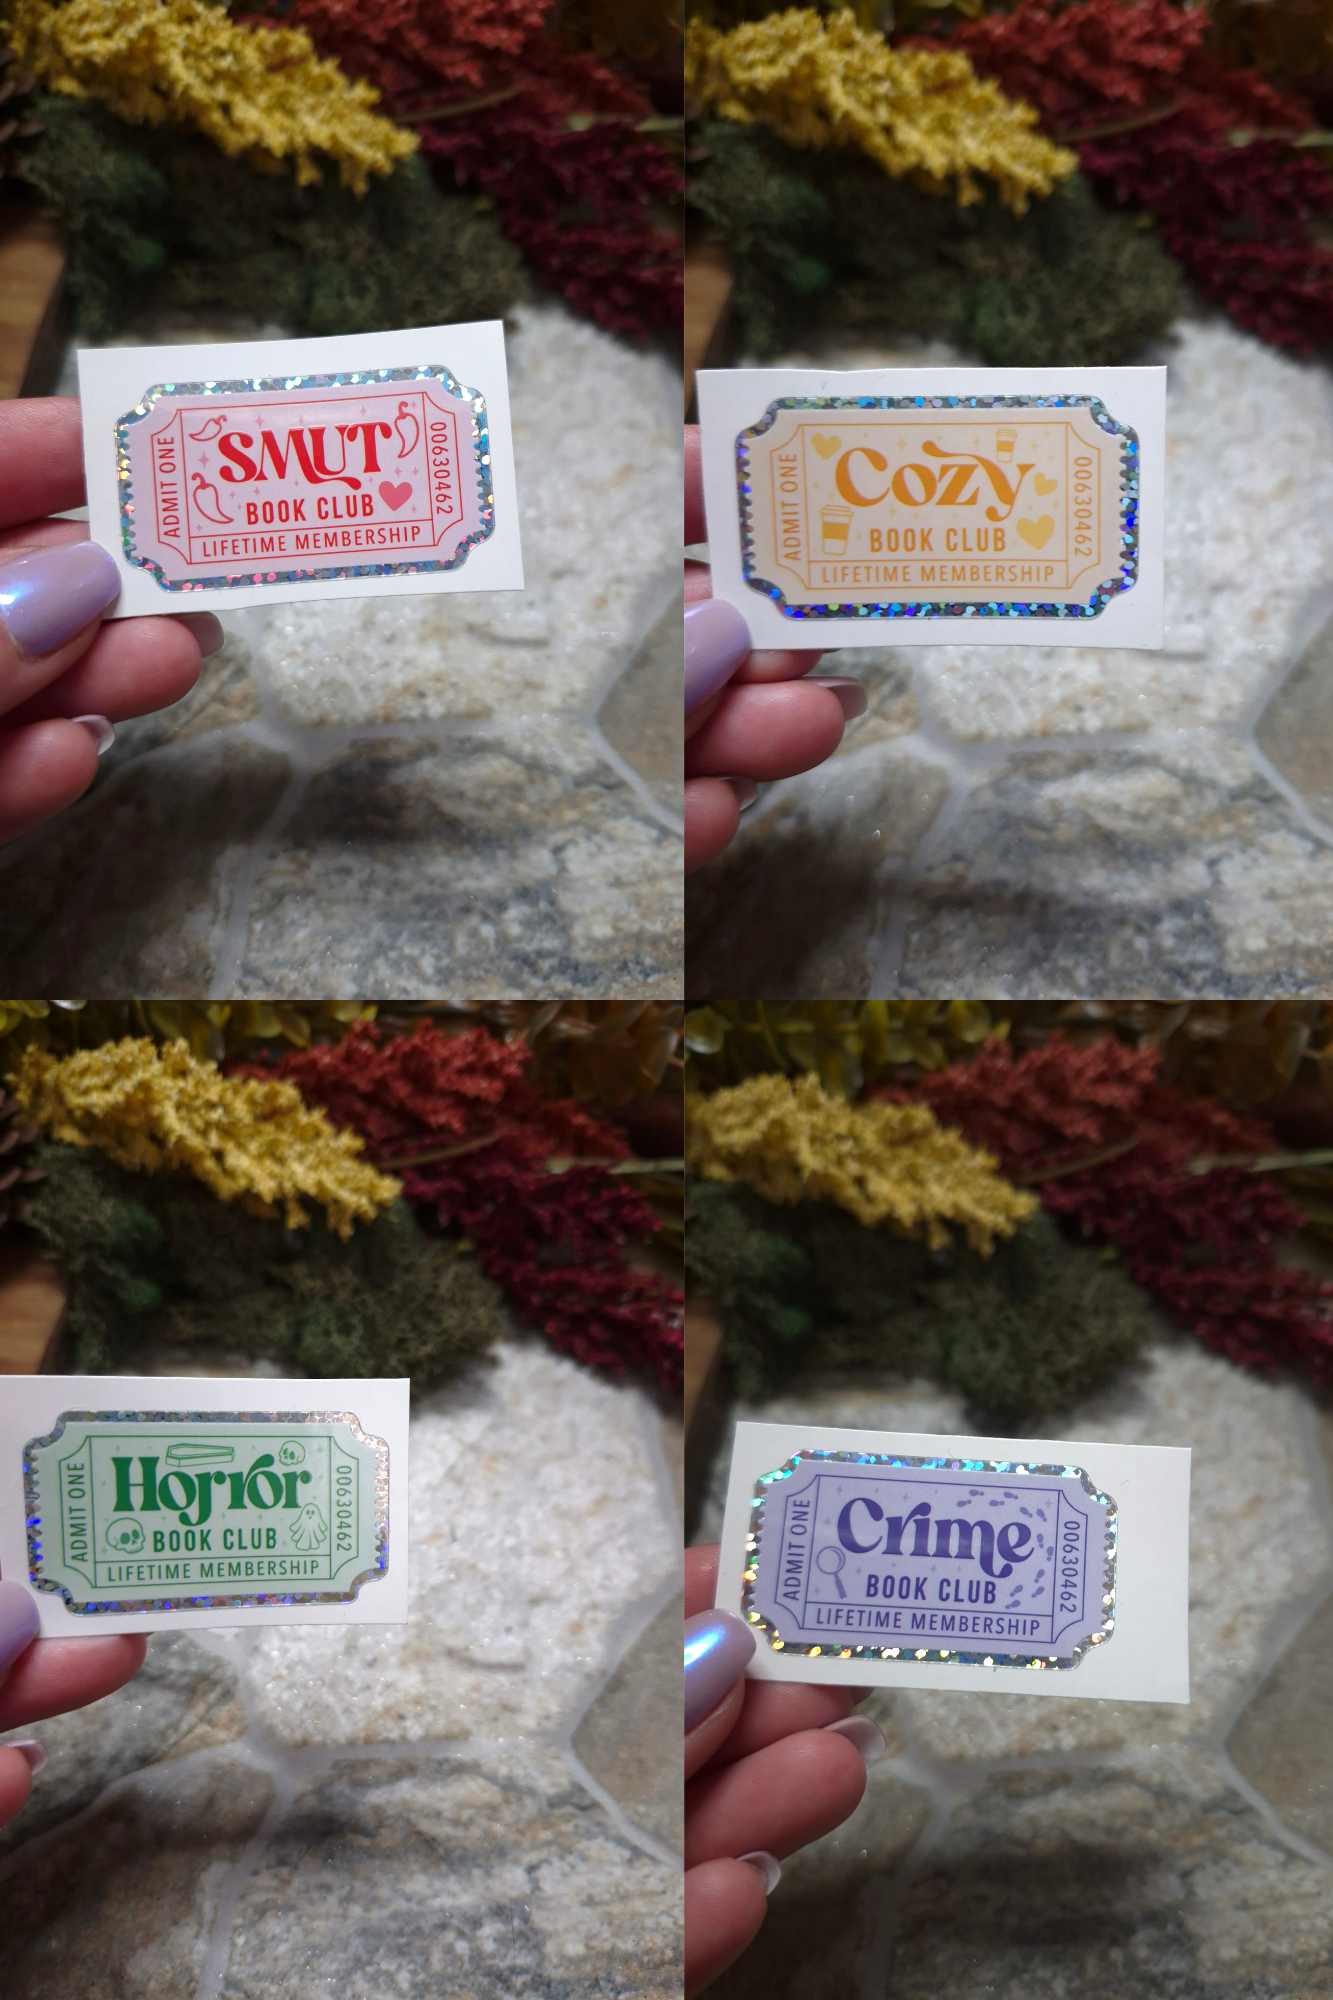 ADMIT ONE
SMUT
BOOK CLUB
LIFETIME MEMBERSHIP
00630462
ADMIT ONE
Cozy
BOOK CLUB
LIFETIME MEMBERSHIP
00630462
ADMIT ONE
Horror
BOOK CLUB
LIFETIME MEMBERSHIP
00630462
ADMIT ONE
Crime
BOOK CLUB
LIFETIME MEMBERSHIP
00630462